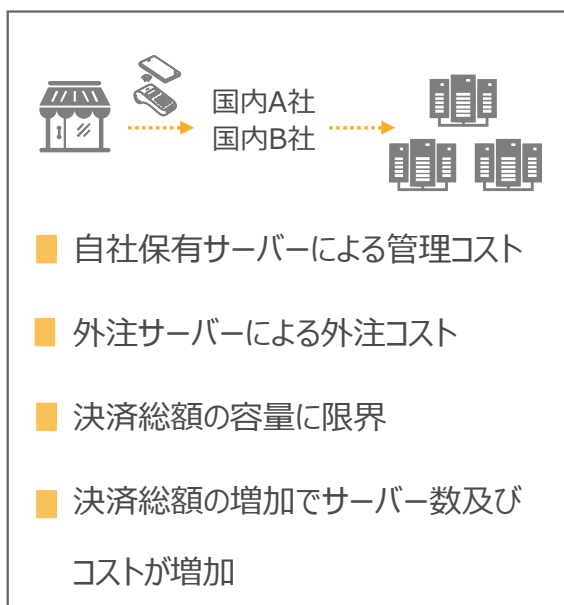 国内A社
国内B社
自社保有サーバーによる管理コスト
外注サーバーによる外注コスト
決済総額の容量に限界
決済総額の増加でサーバー数及び
コストが増加